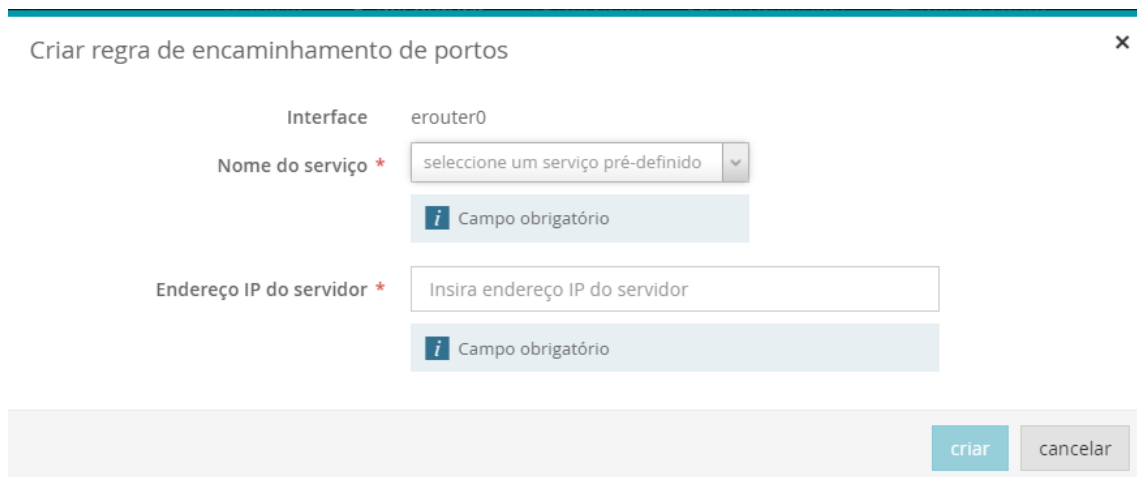 Criar regra de encaminhamento de portos ×
Interface erouter0
Nome do serviço * seleccione um serviço pré-definido
i Campo obrigatório
Endereço IP do servidor * Insira endereço IP do servidor
i Campo obrigatório
criar cancelar